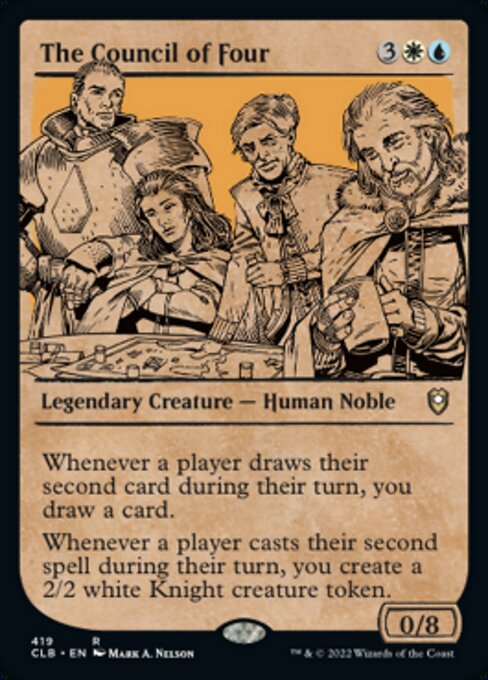 The Council of Four 3
Legendary Creature — Human Noble
Whenever a player draws their
second card during their turn, you
draw a card.
Whenever a player casts their second
spell during their turn, you create a
2/2 white Knight creature token.
0/8
419 R
CLB • EN Mark A. Nelson
™ & © 2022 Wizards of the Coast